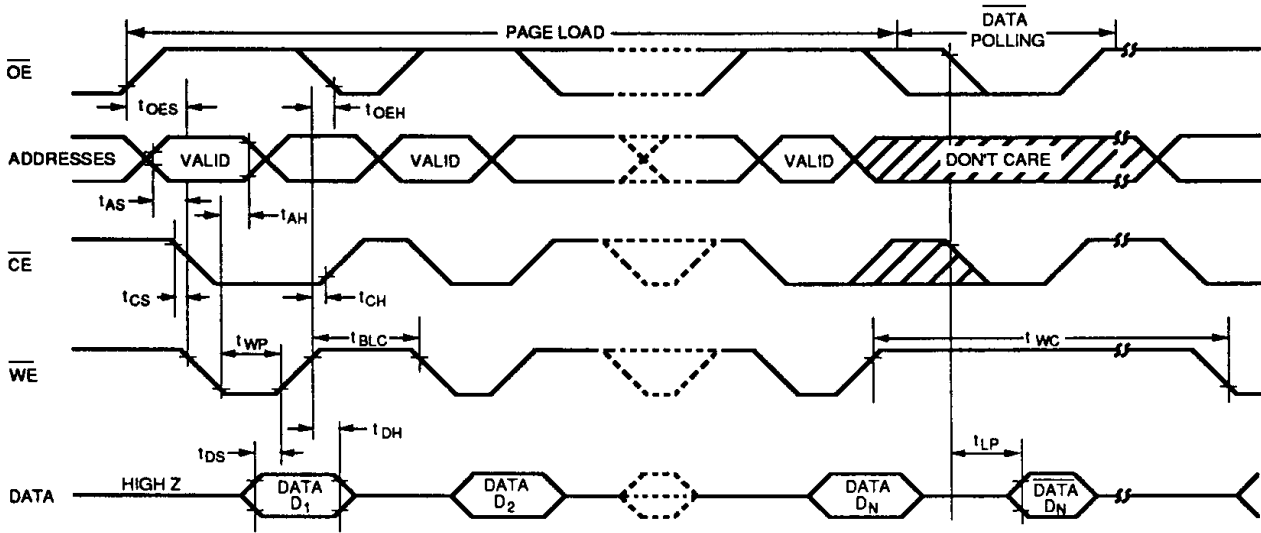 PAGE LOAD
DATA
POLLING
OE
tOES
tOEH
ADDRESSES
VALID
VALID
VALID
DON'T CARE
tAS
tAH
CE
tCS
tCH
tWP
tBLC
tWC
WE
tDS
tDH
tLP
DATA
HIGH Z
DATA
D1
DATA
D2
DATA
DN
DATA
DN